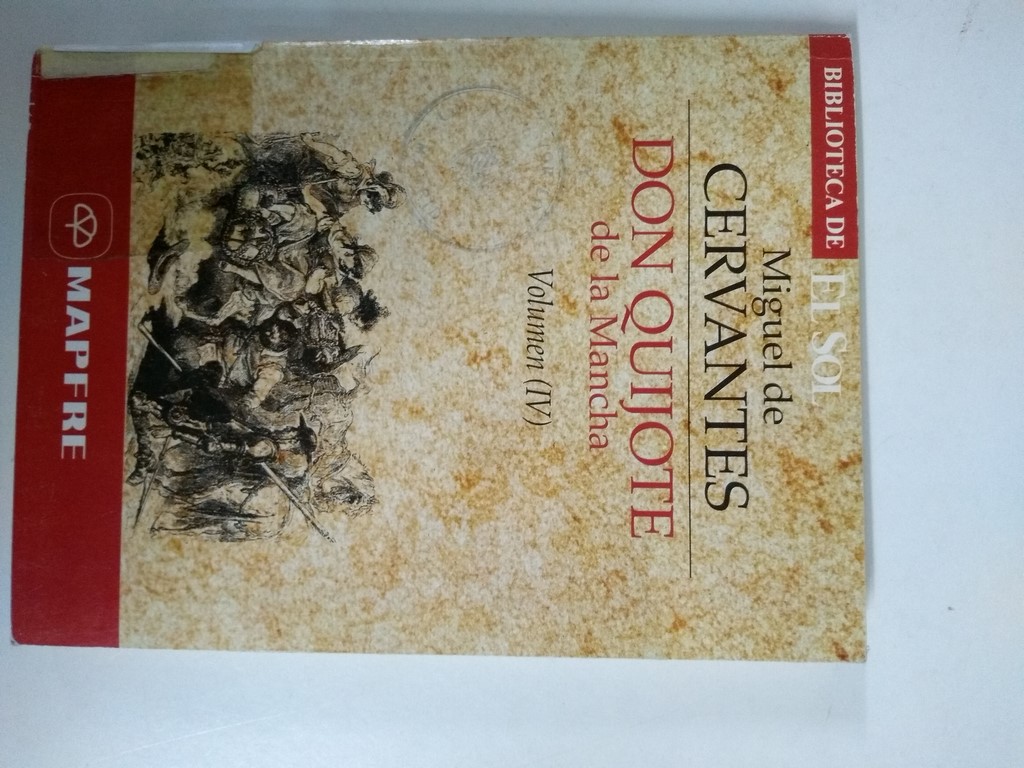 BIBLIOTECA DE EL SOL
Miguel de
CERVANTES
DON QUIJOTE
de la Mancha
Volumen (IV)
MAPFRE